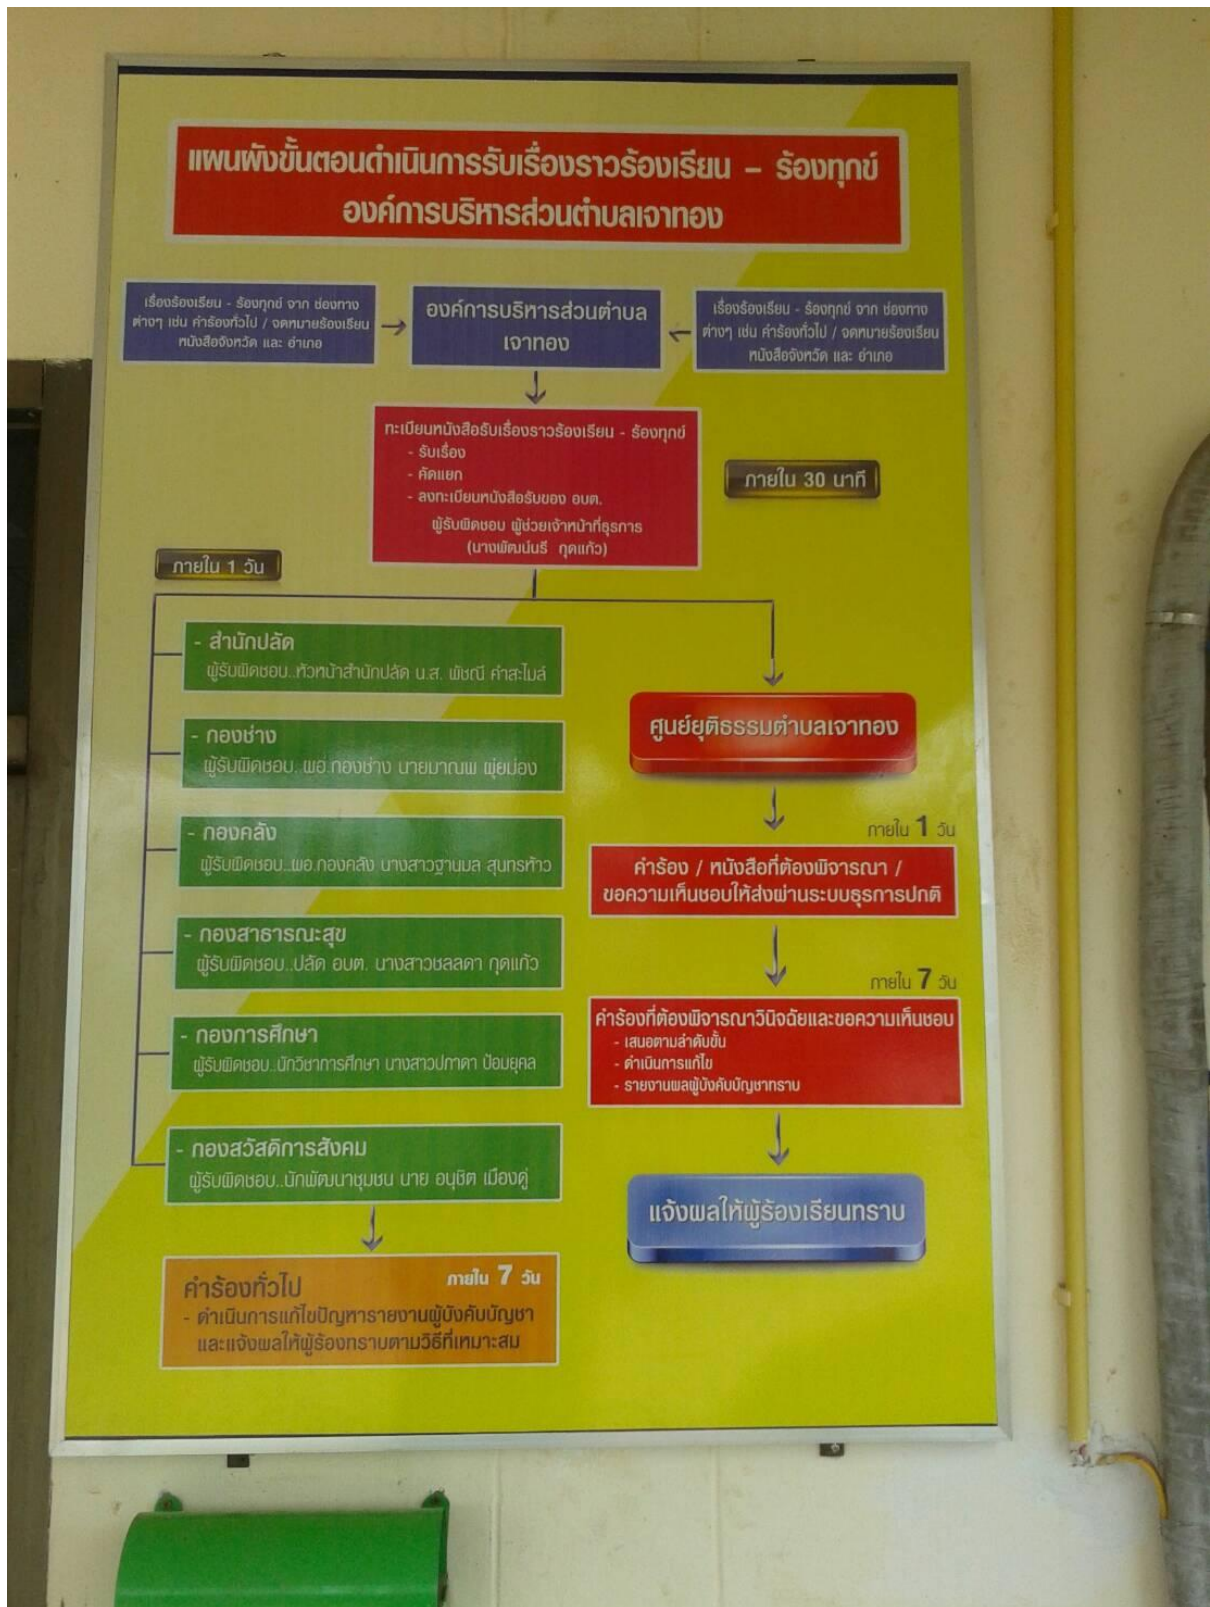 แผนผังขั้นตอนดำเนินการรับเรื่องราวร้องเรียน - ร้องทุกข์
องค์การบริหารส่วนตำบลเจาทอง
เรื่องร้องเรียน - ร้องทุกข์ จาก ช่องทาง
ต่างๆ เช่น คำร้องทั่วไป / จดหมายร้องเรียน
หนังสือจังหวัด และ อำเภอ
องค์การบริหารส่วนตำบล
เจาทอง
เรื่องร้องเรียน - ร้องทุกข์ จาก ช่องทาง
ต่างๆ เช่น คำร้องทั่วไป / จดหมายร้องเรียน
หนังสือจังหวัด และ อำเภอ
ทะเบียนหนังสือรับเรื่องราวร้องเรียน - ร้องทุกข์
- รับเรื่อง
- คัดแยก
- ลงทะเบียนหนังสือรับของ อบต.
ผู้รับผิดชอบ ผู้ช่วยเจ้าหน้าที่ธุรการ
(นางพัฒน์นรี กุดแก้ว)
ภายใน 30 นาที
ภายใน 1 วัน
- สำนักปลัด
ผู้รับผิดชอบ..หัวหน้าสำนักปลัด น.ส. พัชณี คำสะไมล์
- กองช่าง
ผู้รับผิดชอบ. ผอ.กองช่าง นายมาณพ ผุ่ยม่อง
- กองคลัง
ผู้รับผิดชอบ..ผอ.กองคลัง นางสาวฐานมล สุนทรท้าว
- กองสาธารณะสุข
ผู้รับผิดชอบ..ปลัด อบต. นางสาวชลลดา กุดแก้ว
- กองการศึกษา
ผู้รับผิดชอบ..นักวิชาการศึกษา นางสาวปภาดา ป้อมยุคล
- กองสวัสดิการสังคม
ผู้รับผิดชอบ..นักพัฒนาชุมชน นาย อนุชิต เมืองดู่
คำร้องทั่วไป ภายใน 7 วัน
- ดำเนินการแก้ไขปัญหารายงานผู้บังคับบัญชา
และแจ้งผลให้ผู้ร้องทราบตามวิธีที่เหมาะสม
ศูนย์ยุติธรรมตำบลเจาทอง
ภายใน 1 วัน
คำร้อง / หนังสือที่ต้องพิจารณา /
ขอความเห็นชอบให้ส่งผ่านระบบธุรการปกติ
ภายใน 7 วัน
คำร้องที่ต้องพิจารณาวินิจฉัยและขอความเห็นชอบ
- เสนอตามลำดับขั้น
- ดำเนินการแก้ไข
- รายงานผลผู้บังคับบัญชาทราบ
แจ้งผลให้ผู้ร้องเรียนทราบ